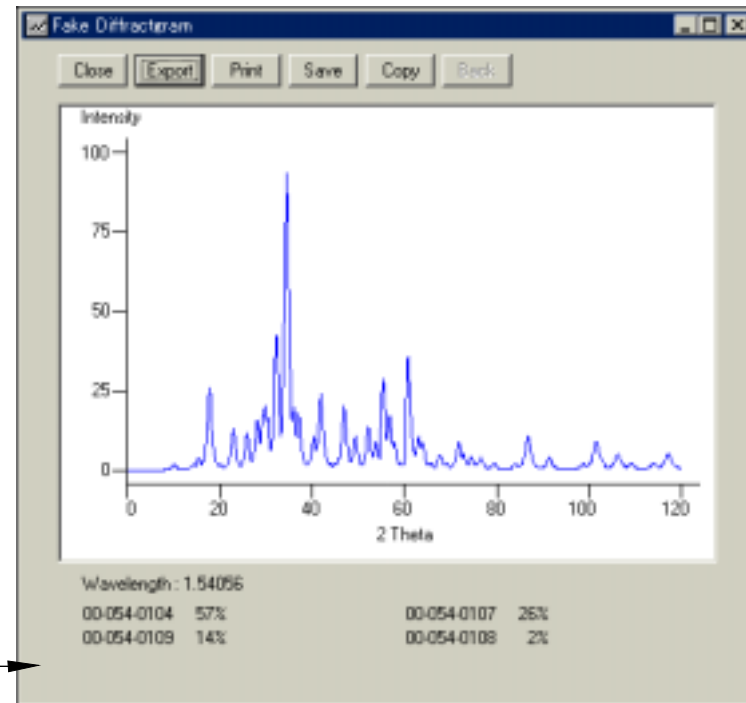 Fake Diffractgram
Close Export Print Save Copy Back
Intensity
100
75
50
25
0
0 20 40 60 80 100 120
2 Theta
Wavelength : 1.54056
00-054-0104 57% 00-054-0107 26%
00-054-0109 14% 00-054-0108 2%